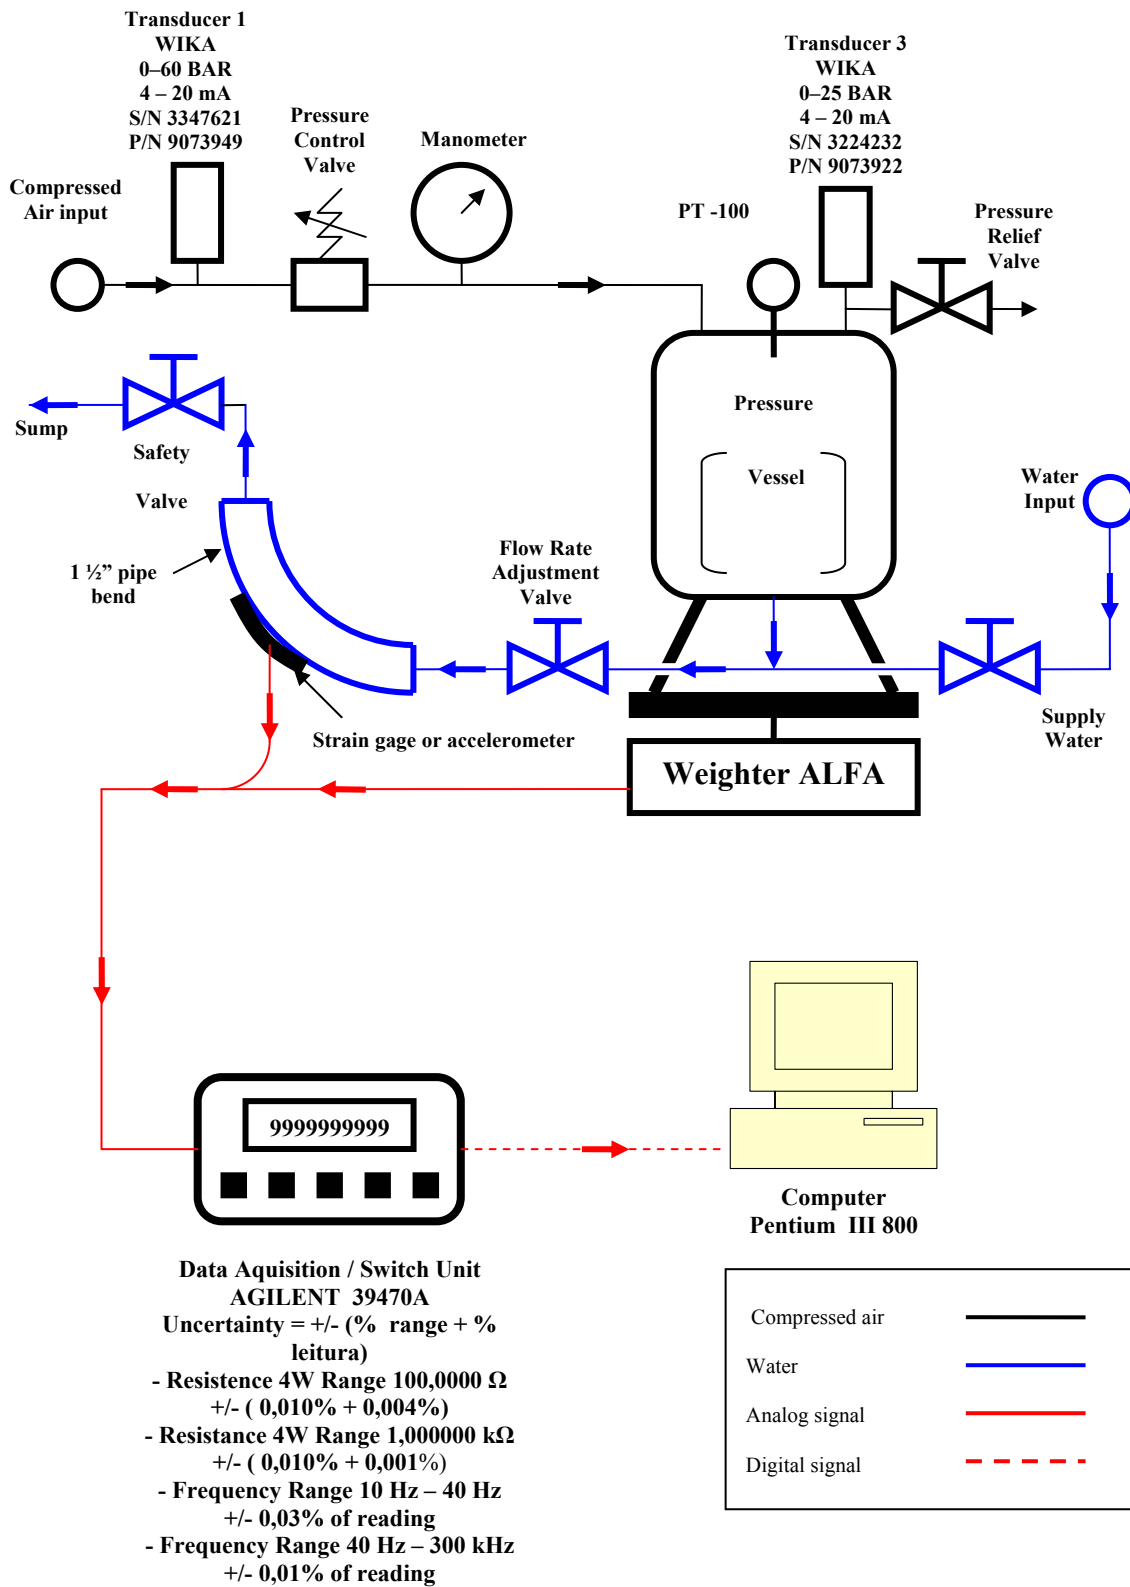 Transducer 1
WIKA
0–60 BAR
4 – 20 mA
S/N 3347621
P/N 9073949
Transducer 3
WIKA
0–25 BAR
4 – 20 mA
S/N 3224232
P/N 9073922
Pressure
Control
Valve
Manometer
Compressed
Air input
PT -100
Pressure
Relief
Valve
Sump
Safety
Valve
Pressure
Vessel
Water
Input
1 ½” pipe
bend
Flow Rate
Adjustment
Valve
Strain gage or accelerometer
Supply
Water
Weighter ALFA
9999999999
Computer
Pentium III 800
Data Aquisition / Switch Unit
AGILENT 39470A
Uncertainty = +/- (% range + %
leitura)
- Resistence 4W Range 100,0000 Ω
+/- ( 0,010% + 0,004%)
- Resistance 4W Range 1,000000 kΩ
+/- ( 0,010% + 0,001%)
- Frequency Range 10 Hz – 40 Hz
+/- 0,03% of reading
- Frequency Range 40 Hz – 300 kHz
+/- 0,01% of reading
Compressed air
Water
Analog signal
Digital signal